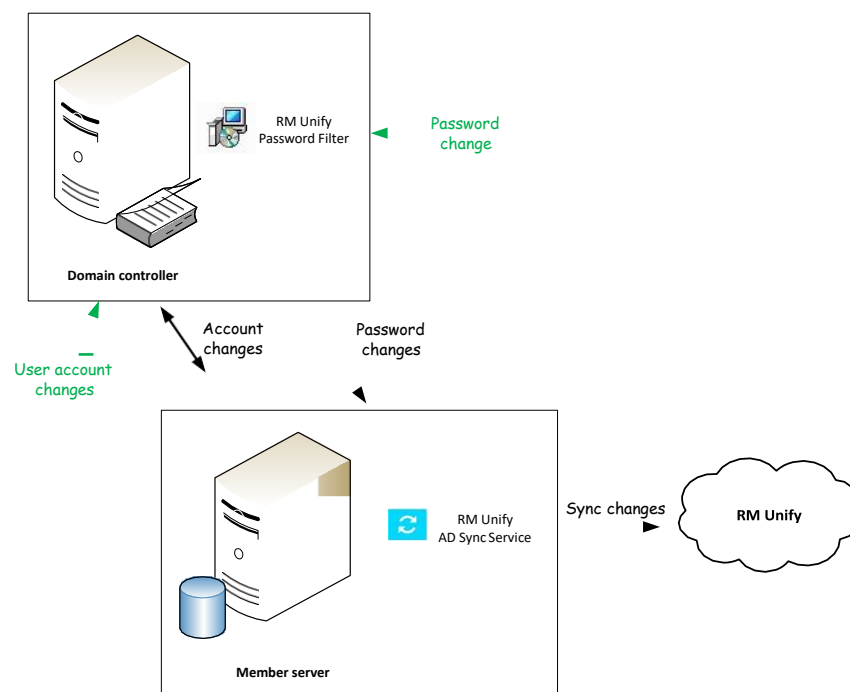 RM Unify
Password Filter
Password
change
Domain controller
Account
changes
Password
changes
User account
changes
RM Unify
AD Sync Service
Sync changes
RM Unify
Member server